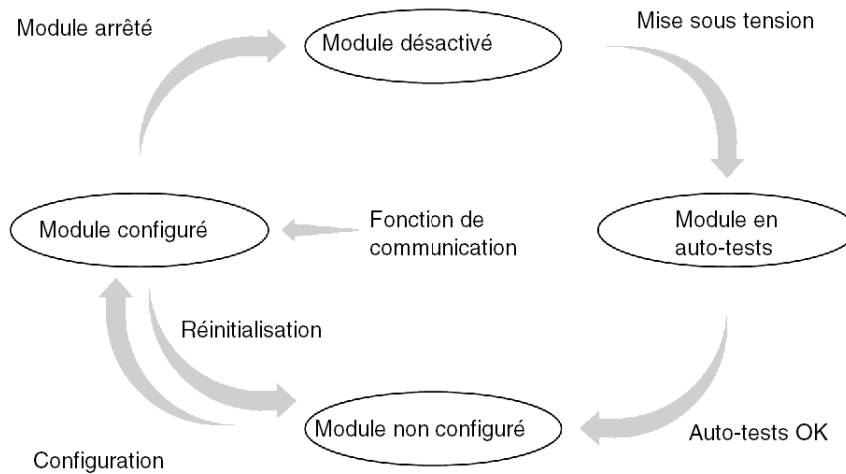 Module arrêté
Module désactivé
Mise sous tension
Module configuré
Fonction de
communication
Module en
auto-tests
Réinitialisation
Module non configuré
Auto-tests OK
Configuration